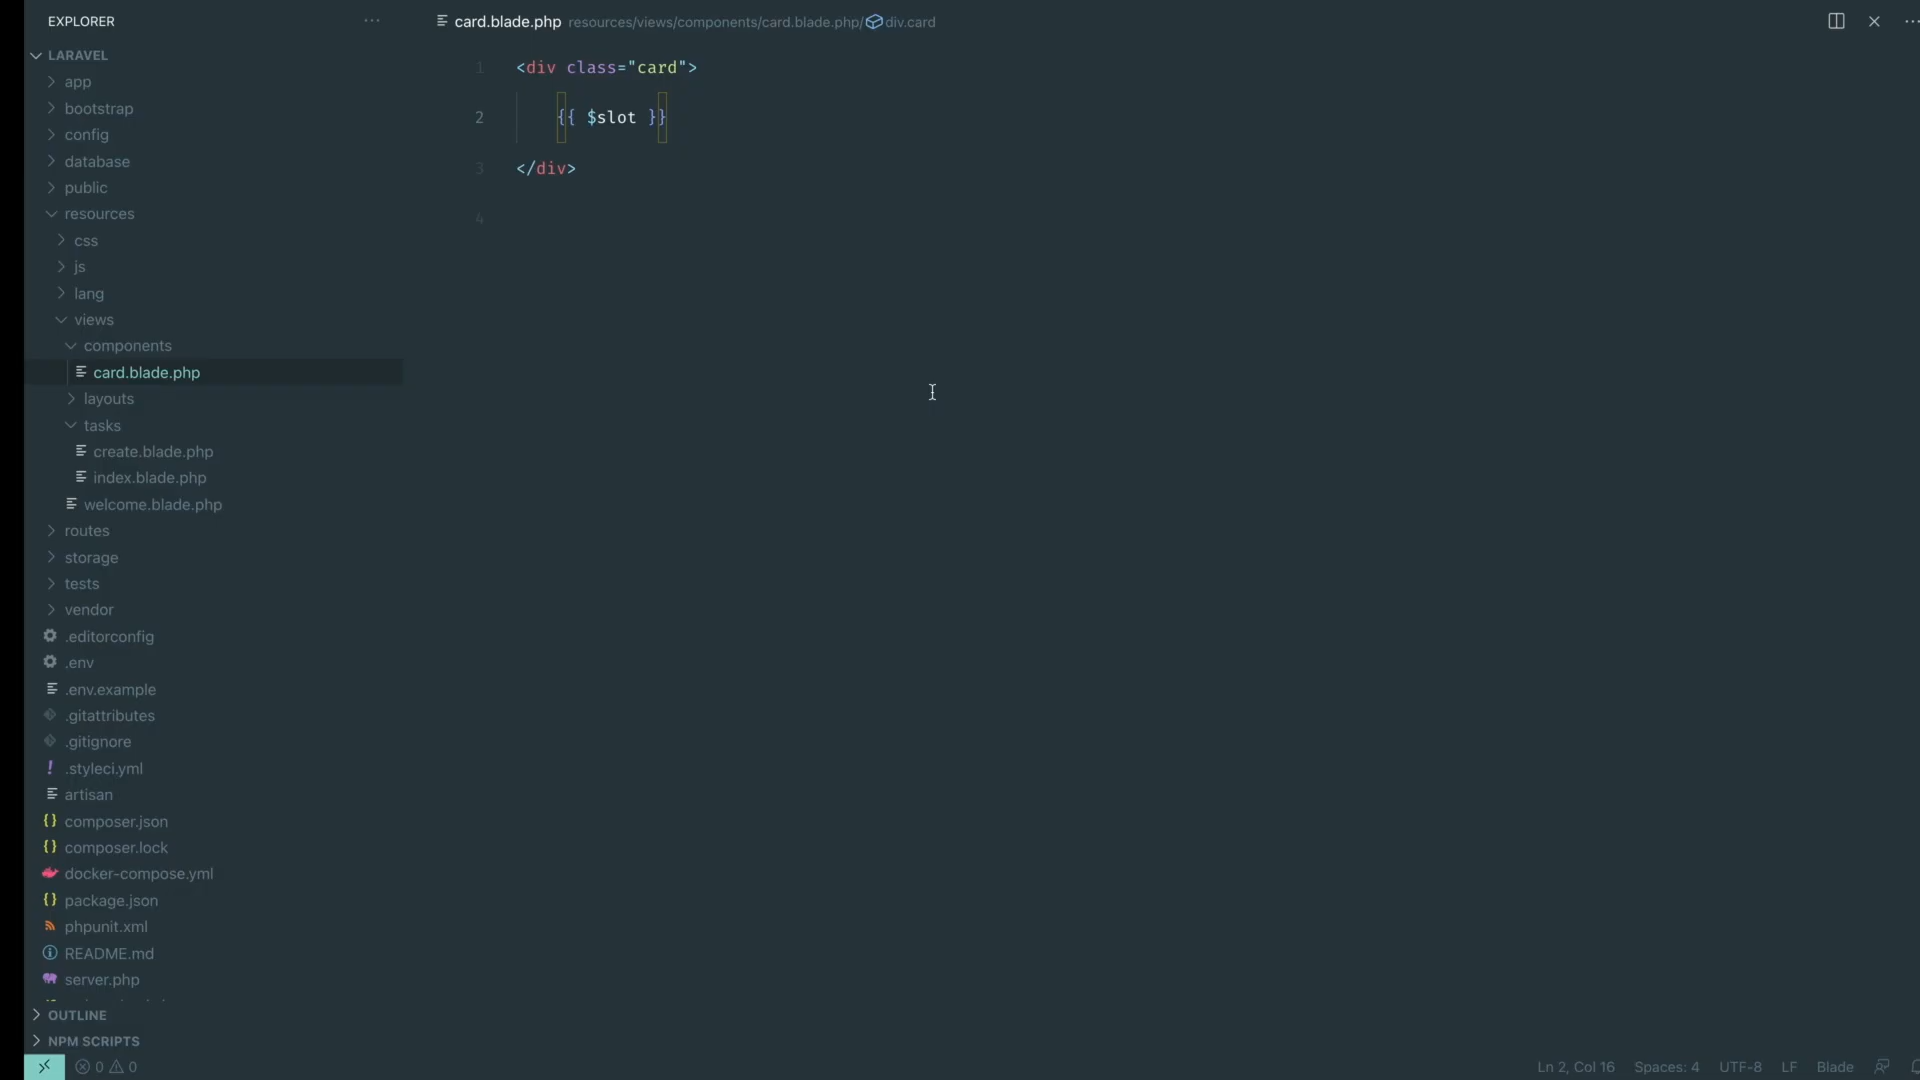 EXPLORER
LARAVEL
app
bootstrap
config
database
public
resources
css
js
lang
views
components
card.blade.php
layouts
tasks
create.blade.php
index.blade.php
welcome.blade.php
routes
storage
tests
vendor
.editorconfig
.env
.env.example
.gitattributes
.gitignore
.styleci.yml
artisan
composer.json
composer.lock
docker-compose.yml
package.json
phpunit.xml
README.md
server.php
OUTLINE
NPM SCRIPTS
card.blade.php resources/views/components/card.blade.php/ div.card
1 <div class="card">
2 {{ $slot }}
3 </div>
4
0 0
Ln 2, Col 16 Spaces: 4 UTF-8 LF Blade